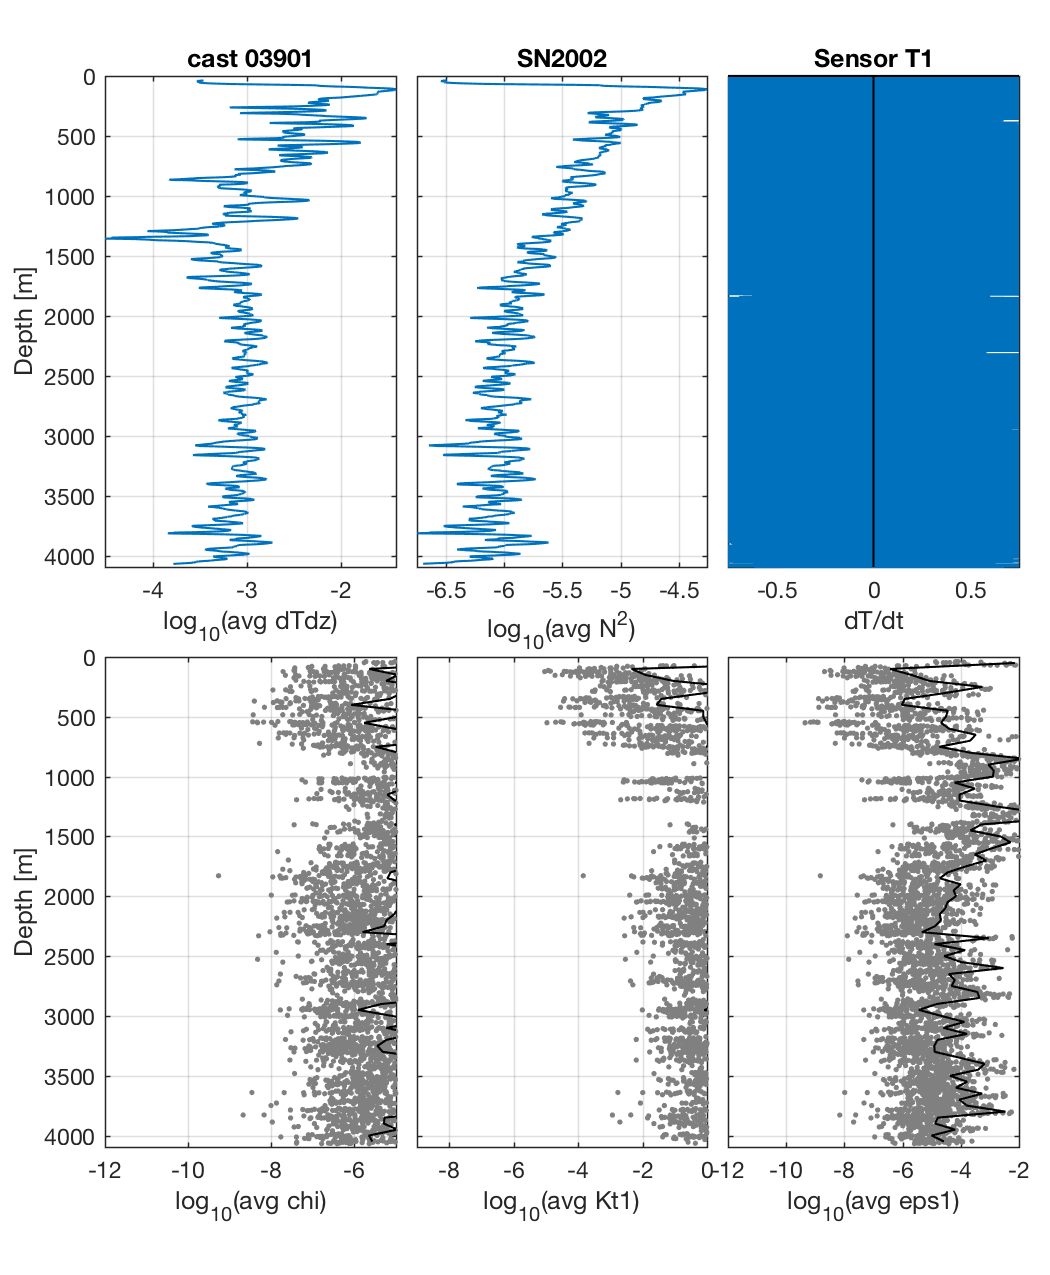 cast 03901
SN2002
Sensor T1
0
500
1000
1500
2000
2500
3000
3500
4000
Depth [m]
-4 -3 -2
-6.5 -6 -5.5 -5 -4.5
-0.5 0 0.5
log10(avg dTdz)
log10(avg N2)
dT/dt
0
500
1000
1500
2000
2500
3000
3500
4000
Depth [m]
-12 -10 -8 -6
-8 -6 -4 -2 0
-12 -10 -8 -6 -4 -2
log10(avg chi)
log10(avg Kt1)
log10(avg eps1)